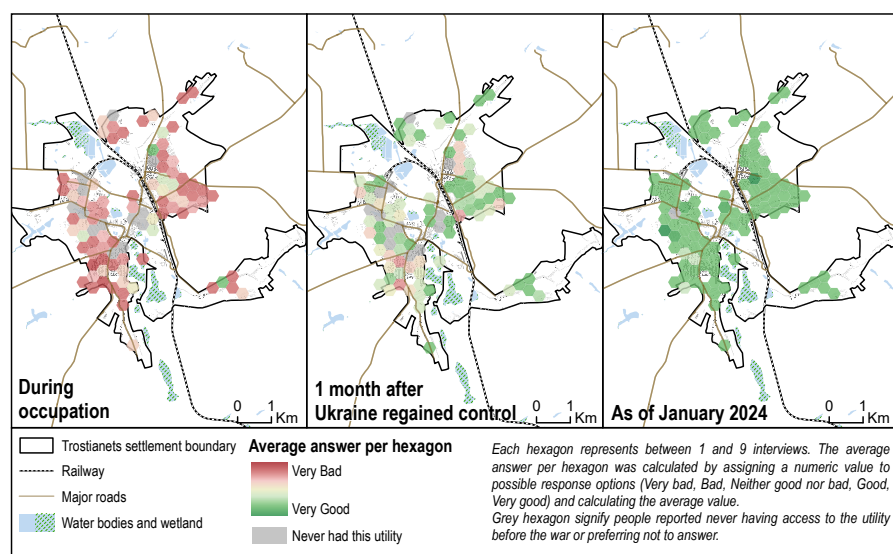 During
occupation
0 1
Km
1 month after
Ukraine regained control
0 1
Km
As of January 2024
0 1
Km
Trostianets settlement boundary
Railway
Major roads
Water bodies and wetland
Average answer per hexagon
Very Bad
Very Good
Never had this utility
Each hexagon represents between 1 and 9 interviews. The average
answer per hexagon was calculated by assigning a numeric value to
possible response options (Very bad, Bad, Neither good nor bad, Good,
Very good) and calculating the average value.
Grey hexagon signify people reported never having access to the utility
before the war or preferring not to answer.